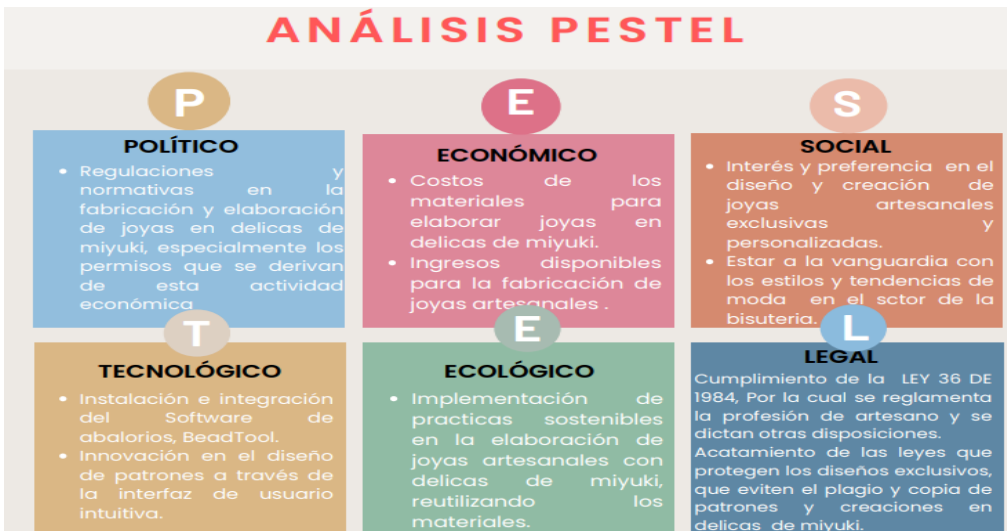 ANÁLISIS PESTEL
P
POLÍTICO
• Regulaciones y
normativas en la
fabricación y elaboración
de joyas en delicas de
miyuki, especialmente los
permisos que se derivan
de esta actividad
económica
E
ECONÓMICO
• Costos de los
materiales para
elaborar joyas en
delicas de miyuki.
• Ingresos disponibles
para la fabricación de
joyas artesanales .
S
SOCIAL
• Interés y preferencia en el
diseño y creación de
joyas artesanales
exclusivas y
personalizadas.
• Estar a la vanguardia con
los estilos y tendencias de
moda en el sctor de la
bisuteria.
T
TECNOLÓGICO
• Instalación e integración
del Software de
abalorios, BeadTool.
• Innovación en el diseño
de patrones a través de
la interfaz de usuario
intuitiva.
E
ECOLÓGICO
• Implementación de
practicas sostenibles
en la elaboración de
joyas artesanales con
delicas de miyuki,
reutilizando los
materiales.
L
LEGAL
Cumplimiento de la LEY 36 DE
1984, Por la cual se reglamenta
la profesión de artesano y se
dictan otras disposiciones.
Acatamiento de las leyes que
protegen los diseños exclusivos,
que eviten el plagio y copia de
patrones y creaciones en
delicas de miyuki.